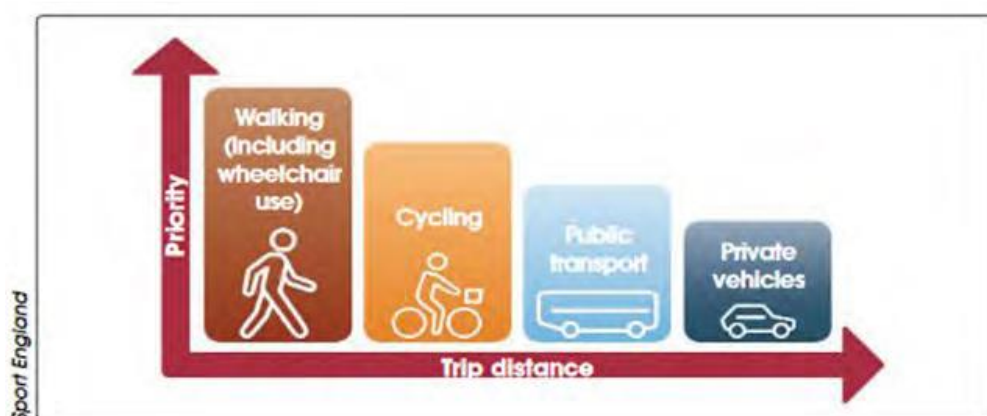 Walking
(including
wheelchair
use)
Cycling
Public
transport
Private
vehicles
Priority
Trip distance
Sport England